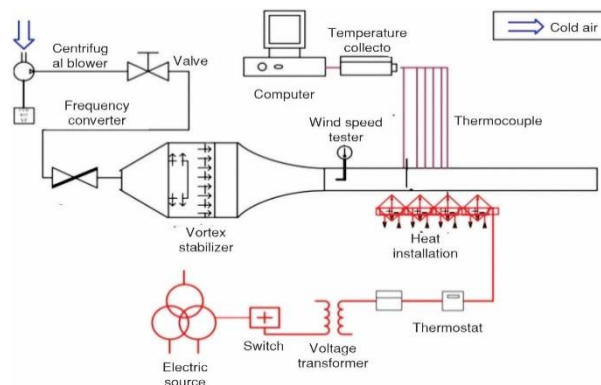 Cold air
Centrifug
al blower
Valve
Temperature
collecto
Computer
Frequency
converter
Wind speed
tester
Thermocouple
Vortex
stabilizer
Heat
installation
Switch
Voltage
transformer
Thermostat
Electric
source